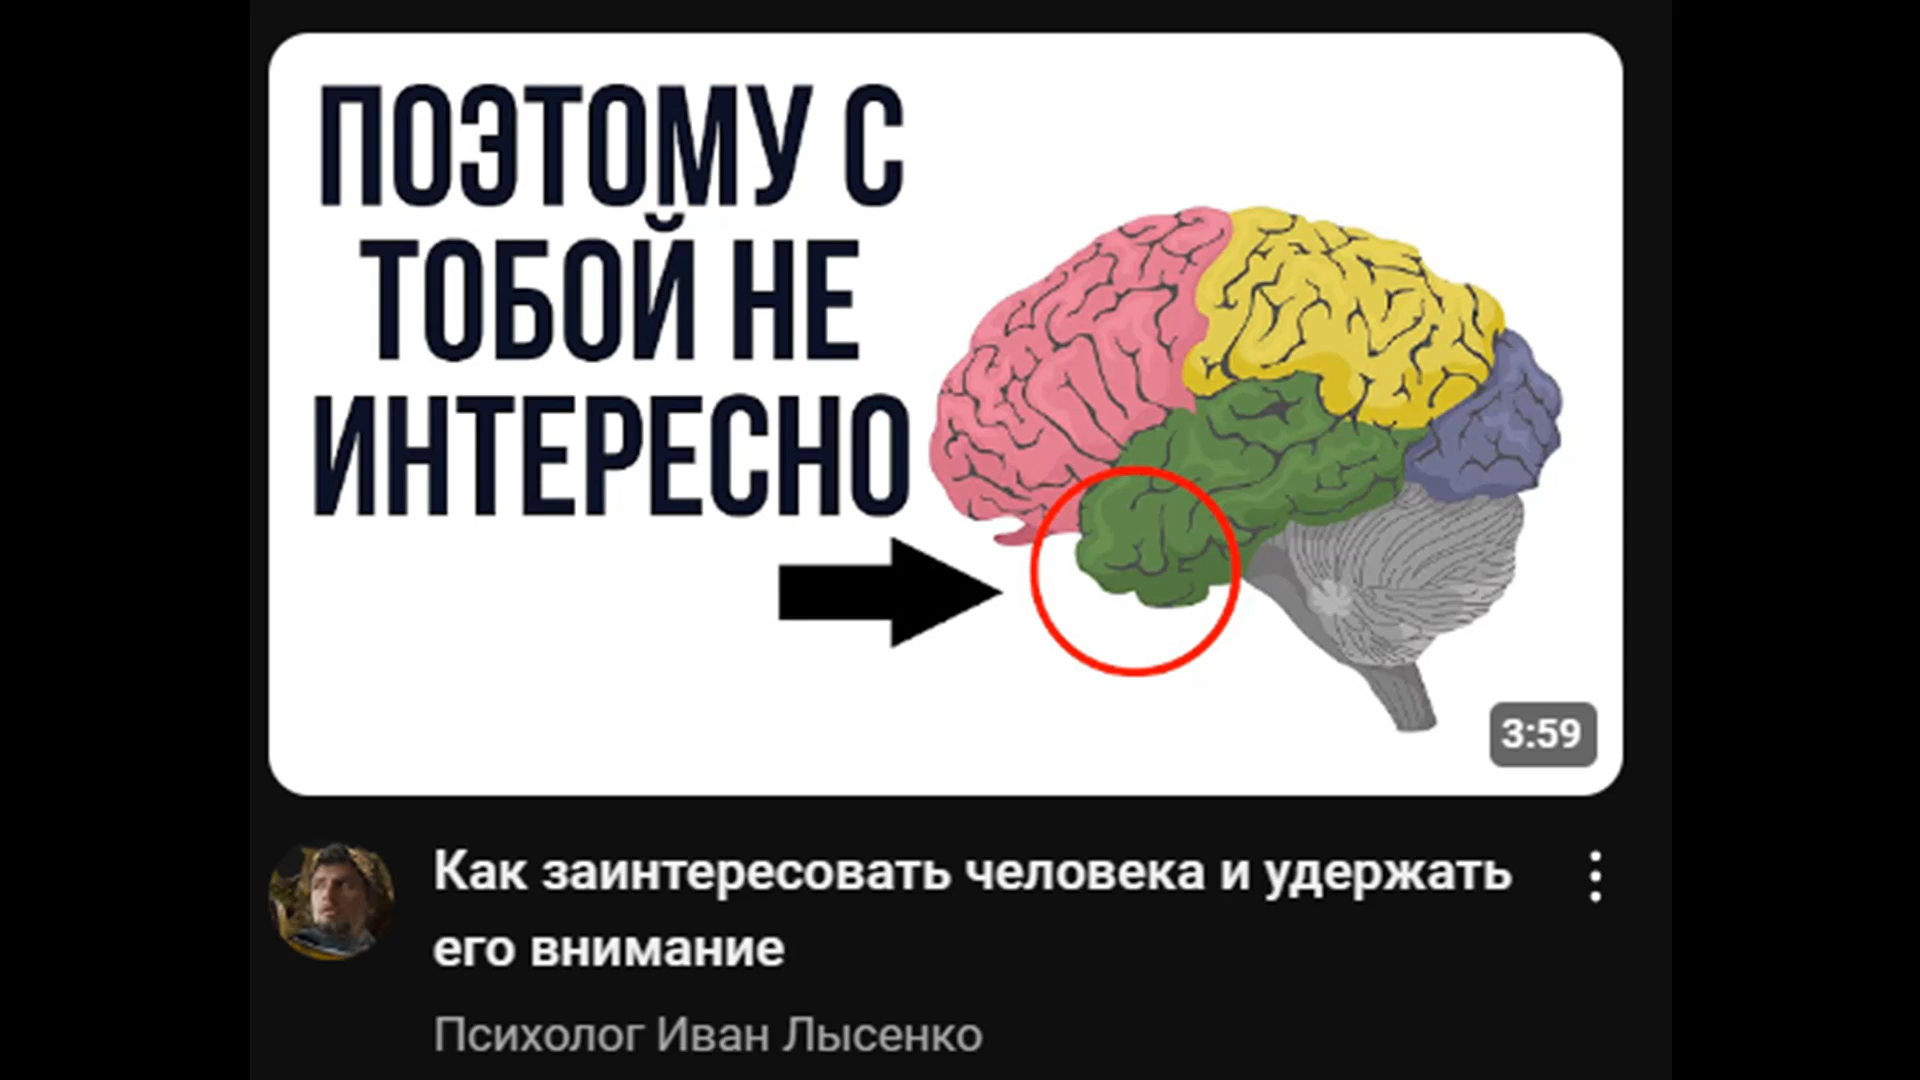 ПОЭТОМУ С
ТОБОЙ НЕ
ИНТЕРЕСНО
3:59
Как заинтересовать человека и удержать
его внимание
Психолог Иван Лысенко